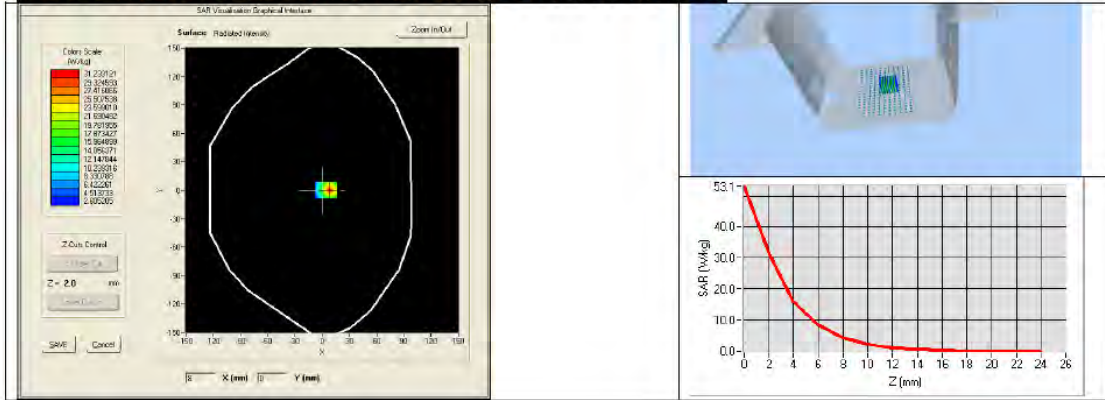 SAR Visualisation Graphical Interface
Surface: Radiated Intensity
Zoom In/Out
Colors Scale
(W/kg)
31.233121
29.324593
27.416066
25.507538
23.599010
21.690482
19.781955
17.873427
15.964899
14.056371
12.147844
10.239316
8.330788
6.422261
4.513733
2.605205
150
120
90
60
30
0
-30
-60
-90
-120
-150
Y
-150 -120 -90 -60 -30 0 30 60 90 120 150
X
Z-Cuts Control
Z = 2.0 mm
SAVE
Cancel
8 X (mm) 0 Y (mm)
53.1
40.0
30.0
20.0
10.0
0.0
SAR (W/kg)
0 2 4 6 8 10 12 14 16 18 20 22 24 26
Z (mm)